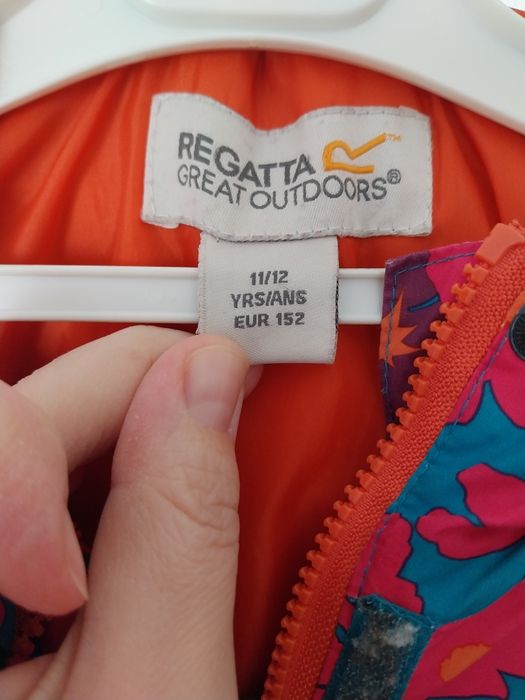 REGATTA
GREAT OUTDOORS®
11/12
YRS/ANS
EUR 152